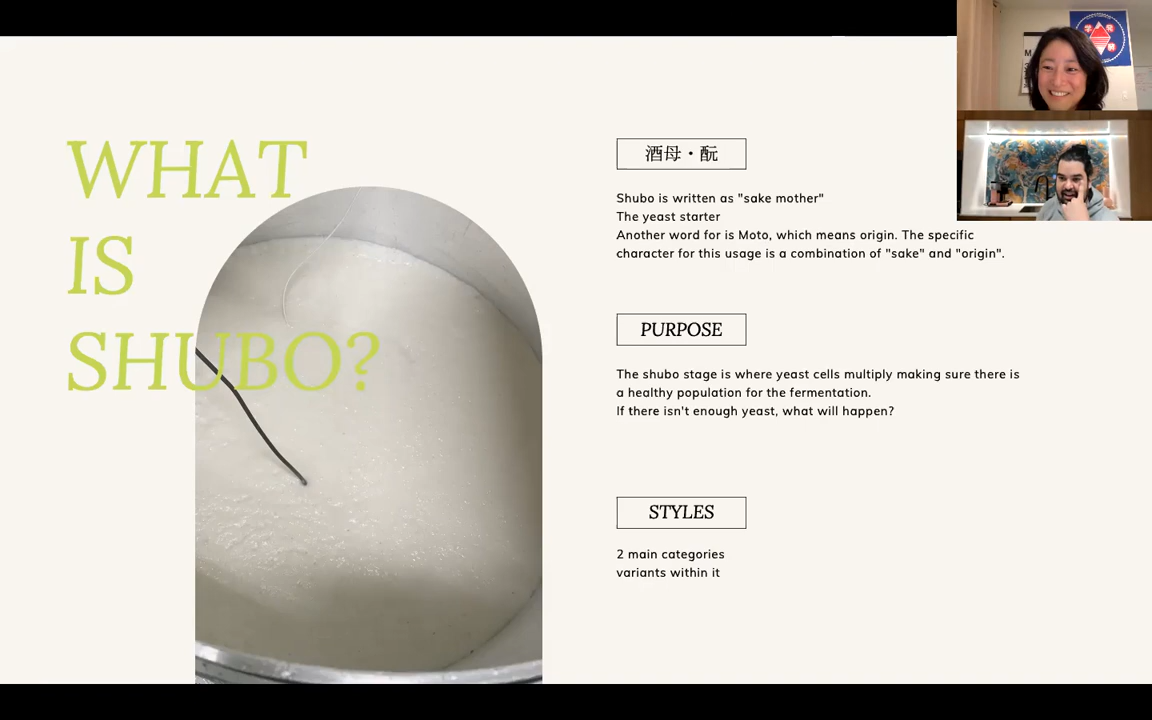 WHAT
IS
SHUBO?
酒母・酛
Shubo is written as "sake mother"
The yeast starter
Another word for is Moto, which means origin. The specific
character for this usage is a combination of "sake" and "origin".
PURPOSE
The shubo stage is where yeast cells multiply making sure there is
a healthy population for the fermentation.
If there isn't enough yeast, what will happen?
STYLES
2 main categories
variants within it